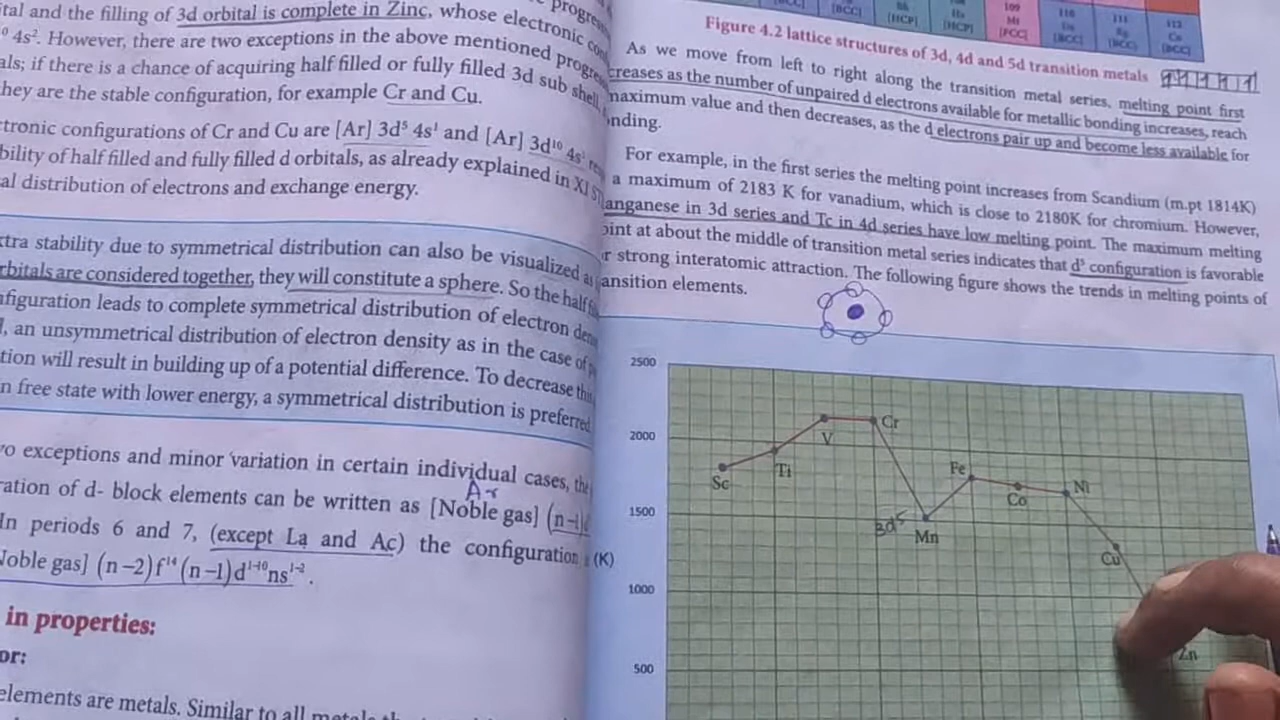 ital and the filling of 3d orbital is complete in Zinc, whose electronic
4s². However, there are two exceptions in the above mentioned
als; if there is a chance of acquiring half filled or fully filled 3d sub shell,
they are the stable configuration, for example Cr and Cu.
ctronic configurations of Cr and Cu are [Ar] 3d⁵ 4s¹ and [Ar] 3d¹⁰ 4s¹
bility of half filled and fully filled d orbitals, as already explained in XI
al distribution of electrons and exchange energy.
xtra stability due to symmetrical distribution can also be visualized
rbitals are considered together, they will constitute a sphere. So the half
nfiguration leads to complete symmetrical distribution of electron
, an unsymmetrical distribution of electron density as in the case of
tion will result in building up of a potential difference. To decrease
n free state with lower energy, a symmetrical distribution is preferred
vo exceptions and minor variation in certain individual cases,
Ar
ration of d- block elements can be written as [Noble gas] (n–1)
In periods 6 and 7, (except La and Ac) the configuration
Noble gas] (n–2)f¹⁴ (n–1)d¹⁻¹⁰ns¹⁻².
in properties:
or:
elements are metals. Similar to all metals
109
Mt
[FCC]
110
[BCC]
111
Rg
[BCC]
112
Cn
[BCC]
Figure 4.2 lattice structures of 3d, 4d and 5d transition metals
As we move from left to right along the transition metal series, melting point first
creases as the number of unpaired d electrons available for metallic bonding increases, reach
maximum value and then decreases, as the d electrons pair up and become less available for
nding.
For example, in the first series the melting point increases from Scandium (m.pt 1814K)
a maximum of 2183 K for vanadium, which is close to 2180K for chromium. However,
anganese in 3d series and Tc in 4d series have low melting point. The maximum melting
oint at about the middle of transition metal series indicates that d⁵ configuration is favorable
r strong interatomic attraction. The following figure shows the trends in melting points of
ansition elements.
2500
2000
1500
(K)
1000
500
Sc
Ti
V
Cr
3d⁵
Mn
Fe
Co
Ni
Cu
Zn